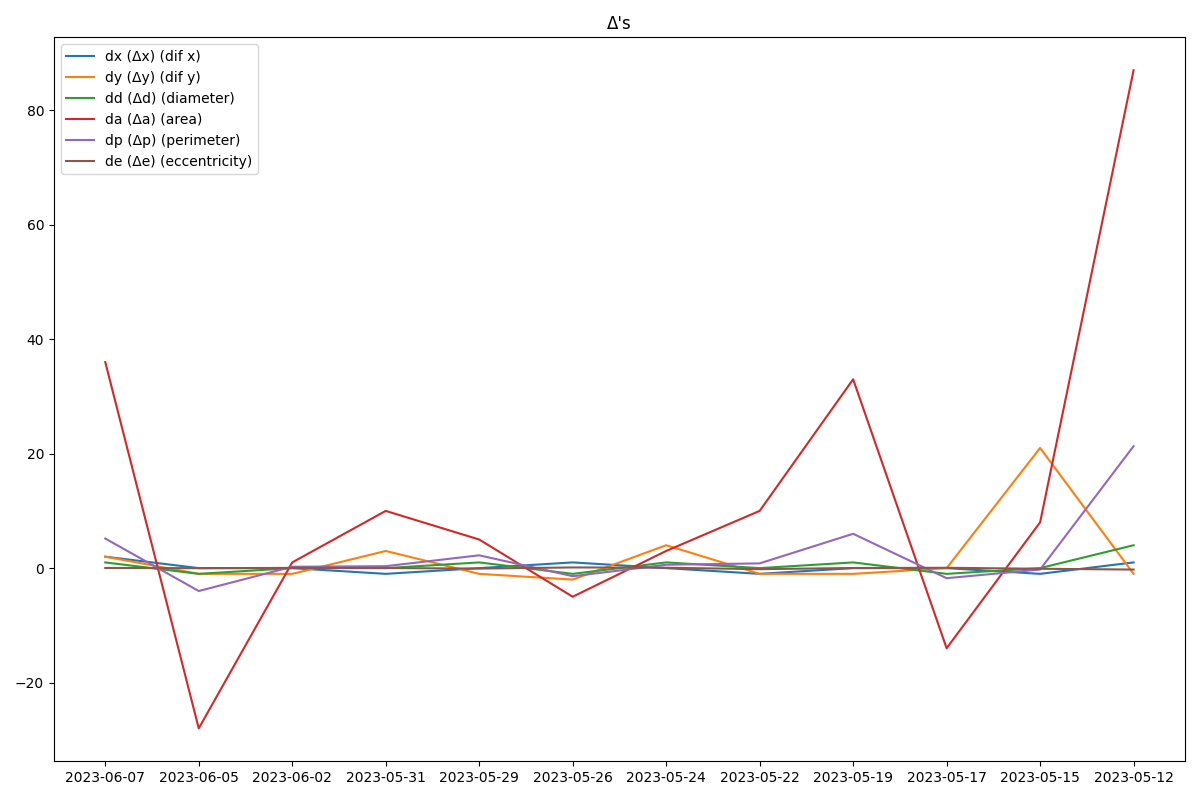 Δ's
dx (Δx) (dif x)
dy (Δy) (dif y)
dd (Δd) (diameter)
da (Δa) (area)
dp (Δp) (perimeter)
de (Δe) (eccentricity)
80
60
40
20
0
−20
2023-06-07 2023-06-05 2023-06-02 2023-05-31 2023-05-29 2023-05-26 2023-05-24 2023-05-22 2023-05-19 2023-05-17 2023-05-15 2023-05-12